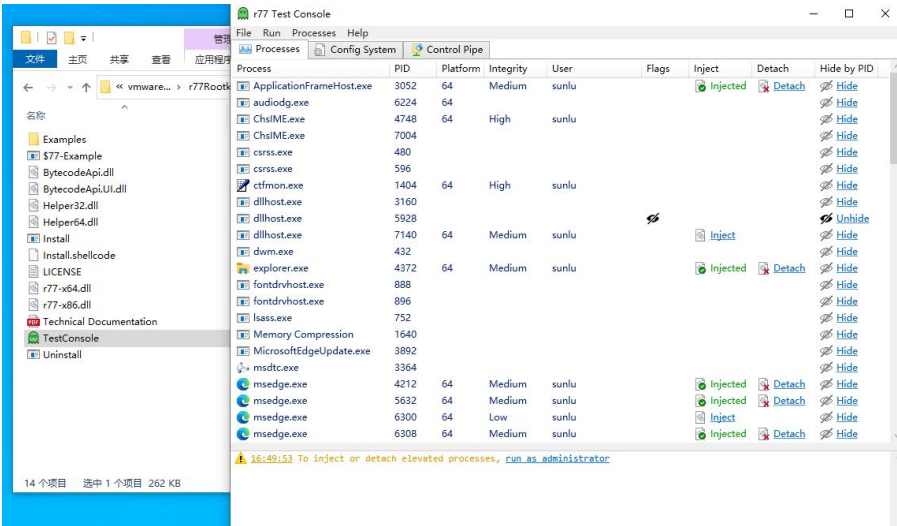 管理
文件 主页 共享 查看 应用程序
« vmware... › r77Rootk
名称
Examples
$77-Example
BytecodeApi.dll
BytecodeApi.UI.dll
Helper32.dll
Helper64.dll
Install
Install.shellcode
LICENSE
r77-x64.dll
r77-x86.dll
Technical Documentation
TestConsole
Uninstall
14 个项目 选中 1 个项目 262 KB
r77 Test Console
File Run Processes Help
Processes Config System Control Pipe
Process PID Platform Integrity User Flags Inject Detach Hide by PID
ApplicationFrameHost.exe 3052 64 Medium sunlu Injected Detach Hide
audiodg.exe 6224 64 Hide
ChsIME.exe 4748 64 High sunlu Hide
ChsIME.exe 7004 Hide
csrss.exe 480 Hide
csrss.exe 596 Hide
ctfmon.exe 1404 64 High sunlu Hide
dllhost.exe 3160 Hide
dllhost.exe 5928 Unhide
dllhost.exe 7140 64 Medium sunlu Inject Hide
dwm.exe 432 Hide
explorer.exe 4372 64 Medium sunlu Injected Detach Hide
fontdrvhost.exe 888 Hide
fontdrvhost.exe 896 Hide
lsass.exe 752 Hide
Memory Compression 1640 Hide
MicrosoftEdgeUpdate.exe 3892 Hide
msdtc.exe 3364 Hide
msedge.exe 4212 64 Medium sunlu Injected Detach Hide
msedge.exe 5632 64 Medium sunlu Injected Detach Hide
msedge.exe 6300 64 Low sunlu Inject Hide
msedge.exe 6308 64 Medium sunlu Injected Detach Hide
16:49:53 To inject or detach elevated processes, run as administrator